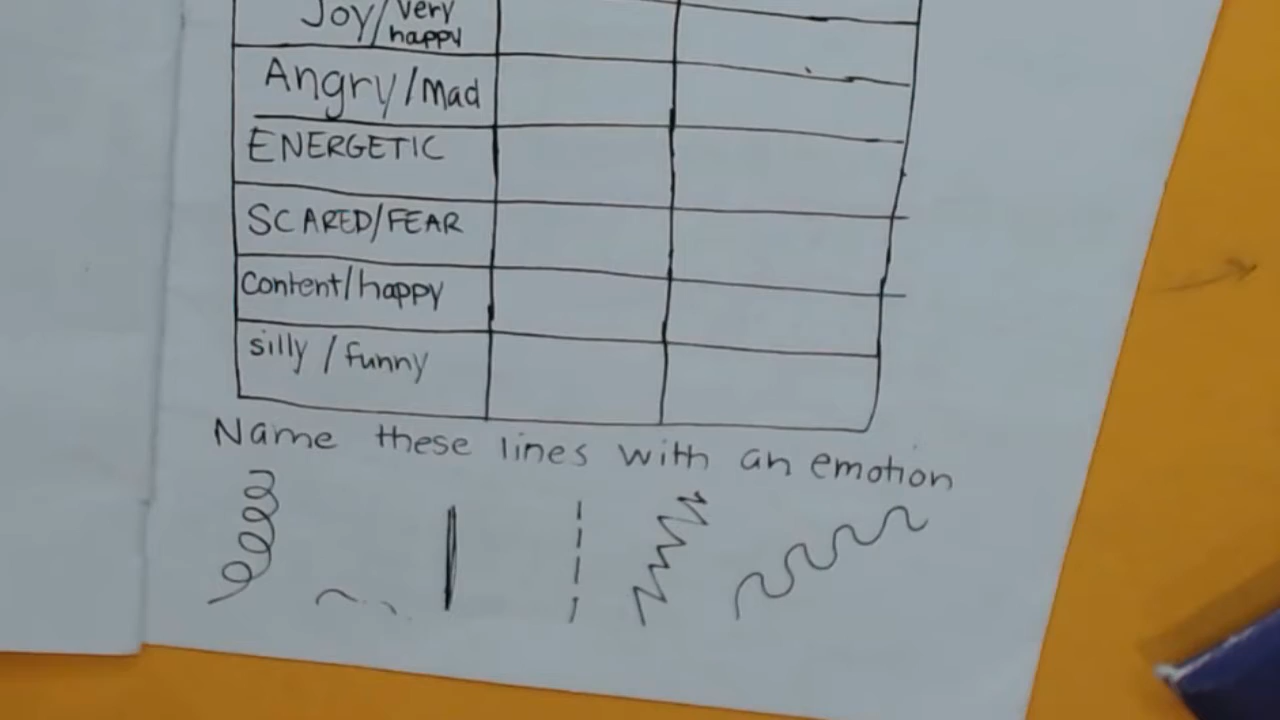 Joy/very
happy
Angry/Mad
ENERGETIC
SCARED/FEAR
Content/happy
silly/funny
Name these lines with an emotion